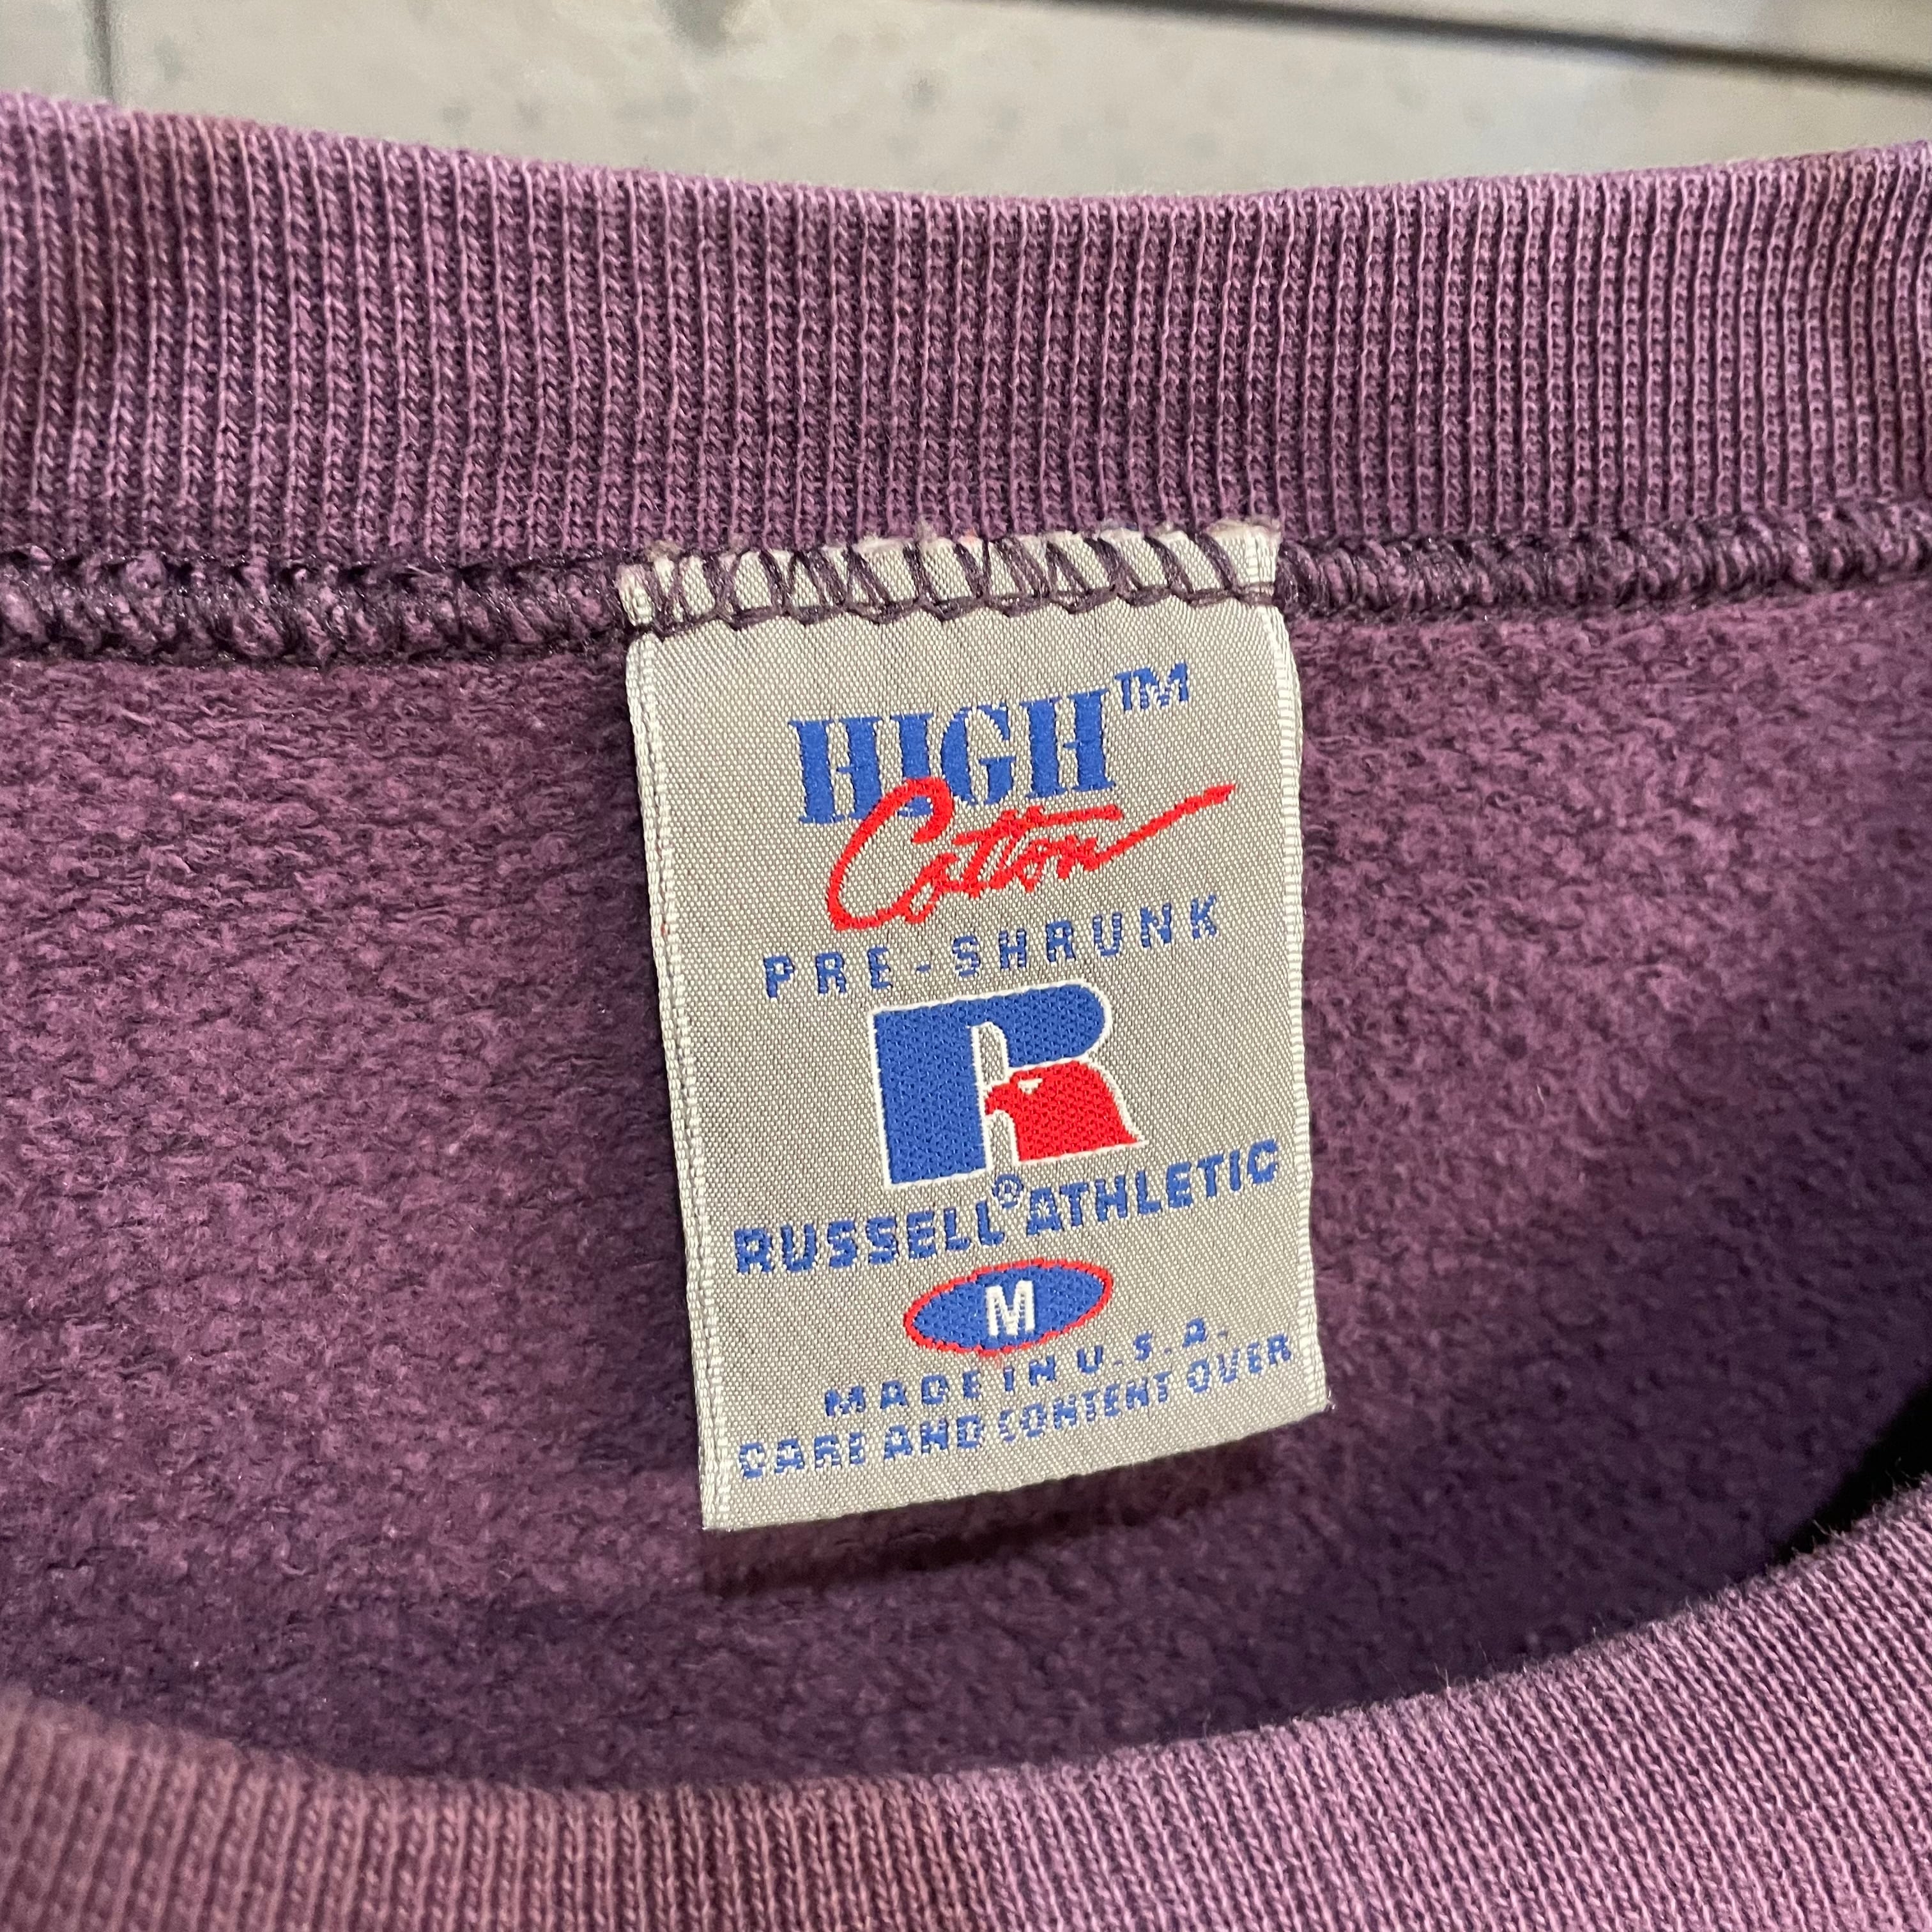 HIGH™
Cotton
PRE-SHRUNK
R
RUSSELL® ATHLETIC
M
MADE IN U.S.A.
CARE AND CONTENT OVER